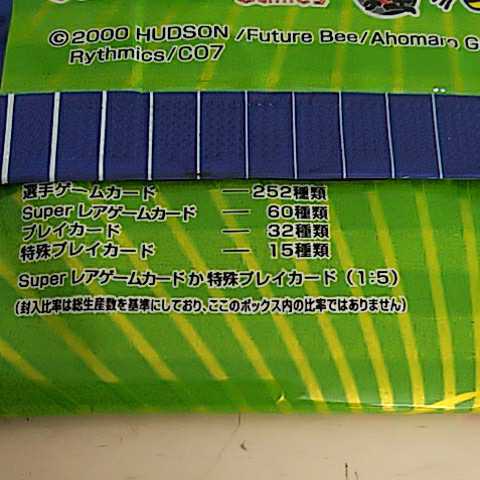 ©2000 HUDSON /Future Bee/Ahomaro G
Rythmics/CO7
選手ゲームカード — 252種類
Super レアゲームカード — 60種類
プレイカード — 32種類
特殊プレイカード — 15種類
Super レアゲームカードか特殊プレイカード (1:5)
(封入比率は総生産数を基準にしており、ここのボックス内の比率ではありません)